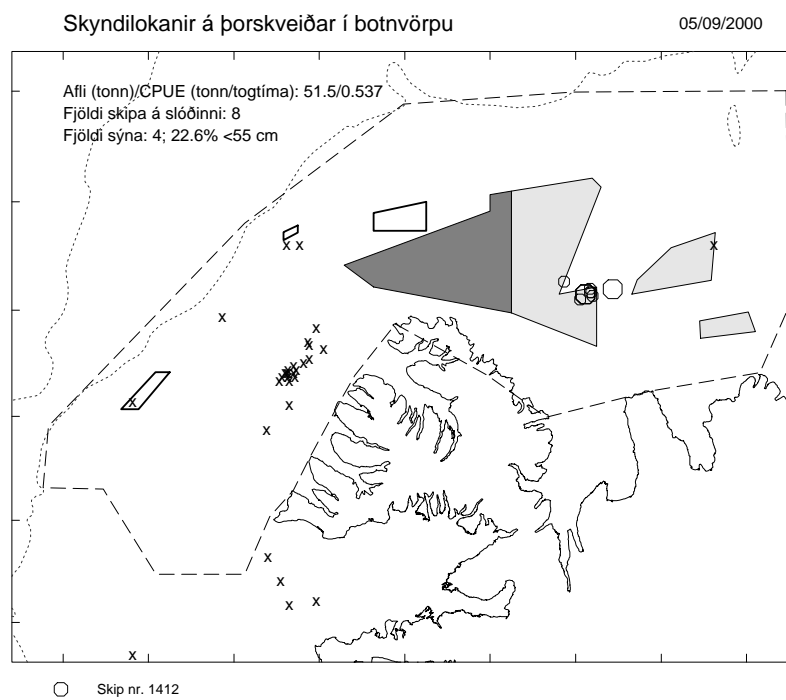 Skyndilokanir á þorskveiðar í botnvörpu
05/09/2000
Afli (tonn)/CPUE (tonn/togtíma): 51.5/0.537
Fjöldi skipa á slóðinni: 8
Fjöldi sýna: 4; 22.6% <55 cm
Skip nr. 1412